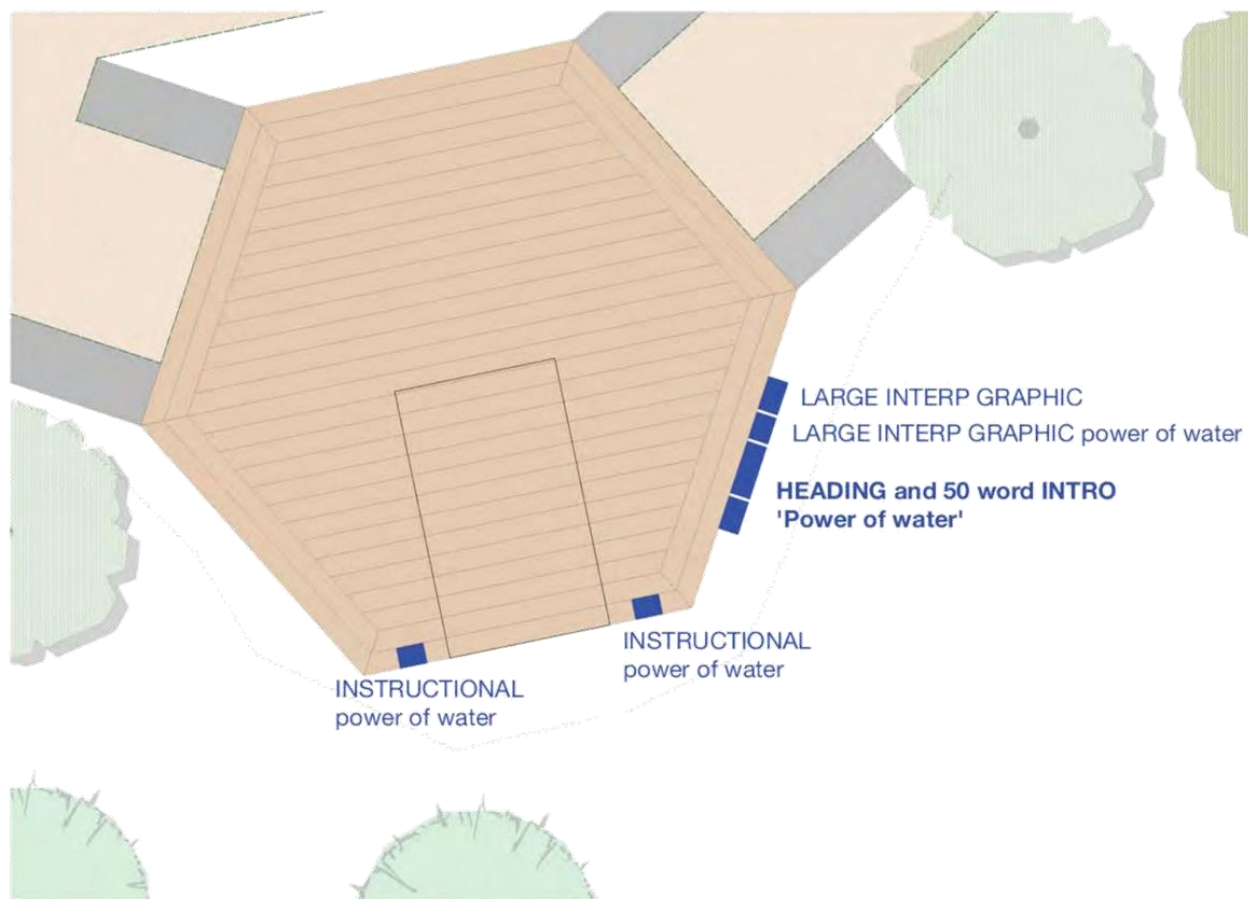 LARGE INTERP GRAPHIC
LARGE INTERP GRAPHIC power of water
HEADING and 50 word INTRO
'Power of water'
INSTRUCTIONAL
power of water
INSTRUCTIONAL
power of water